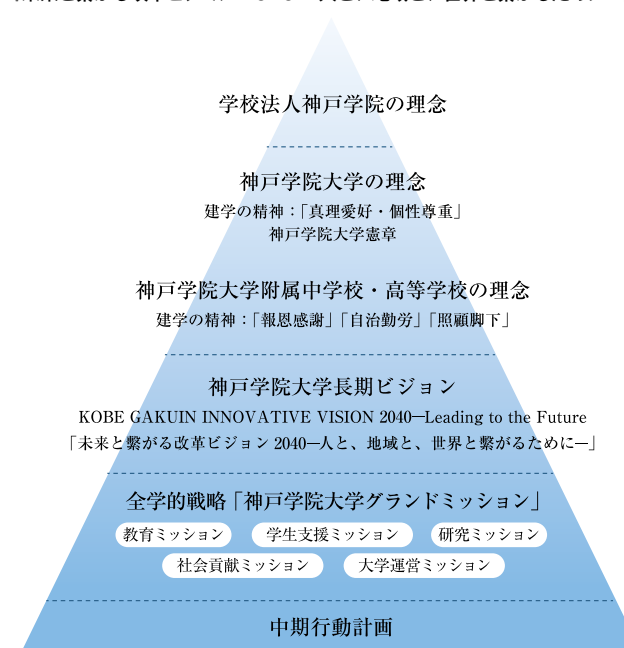 学校法人神戸学院の理念
神戸学院大学の理念
建学の精神：「真理愛好・個性尊重」
神戸学院大学憲章
神戸学院大学附属中学校・高等学校の理念
建学の精神：「報恩感謝」「自治勤労」「照顧脚下」
神戸学院大学長期ビジョン
KOBE GAKUIN INNOVATIVE VISION 2040─Leading to the Future
「未来と繋がる改革ビジョン 2040─人と、地域と、世界と繋がるために─」
全学的戦略「神戸学院大学グランドミッション」
教育ミッション 学生支援ミッション 研究ミッション
社会貢献ミッション 大学運営ミッション
中期行動計画